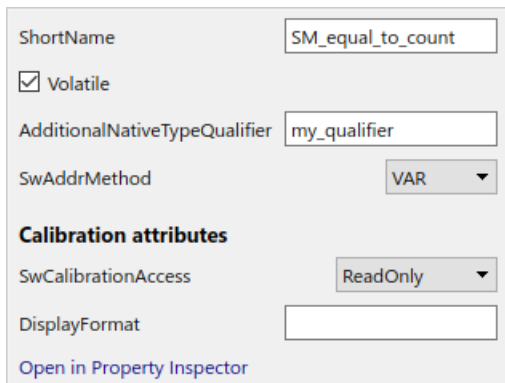 ShortName SM_equal_to_count
Volatile
AdditionalNativeTypeQualifier my_qualifier
SwAddrMethod VAR
Calibration attributes
SwCalibrationAccess ReadOnly
DisplayFormat
Open in Property Inspector